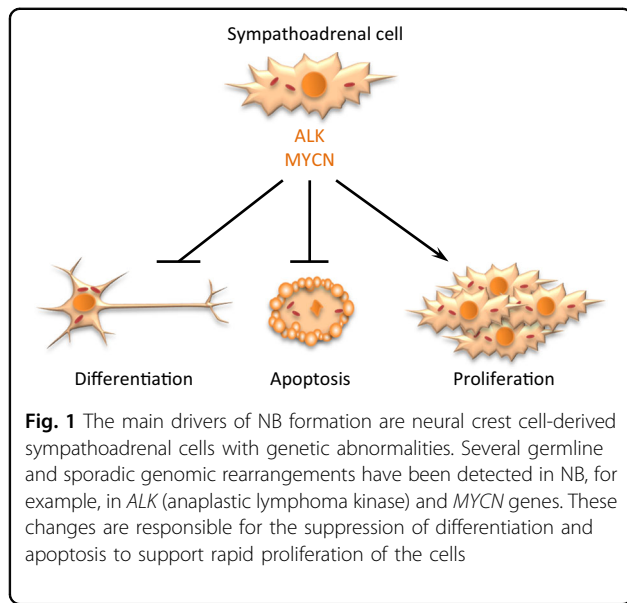 Sympathoadrenal cell
ALK
MYCN
Differentiation Apoptosis Proliferation
Fig. 1 The main drivers of NB formation are neural crest cell-derived
sympathoadrenal cells with genetic abnormalities. Several germline
and sporadic genomic rearrangements have been detected in NB, for
example, in ALK (anaplastic lymphoma kinase) and MYCN genes. These
changes are responsible for the suppression of differentiation and
apoptosis to support rapid proliferation of the cells